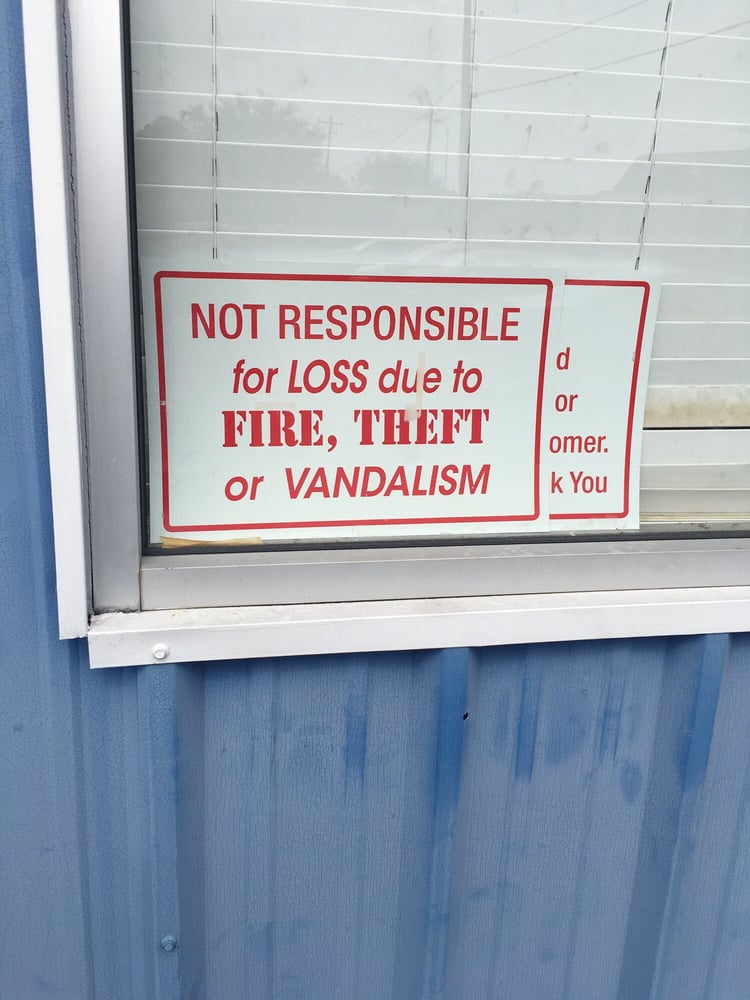 NOT RESPONSIBLE
for LOSS due to
FIRE, THEFT
or VANDALISM
d
or
omer.
k You